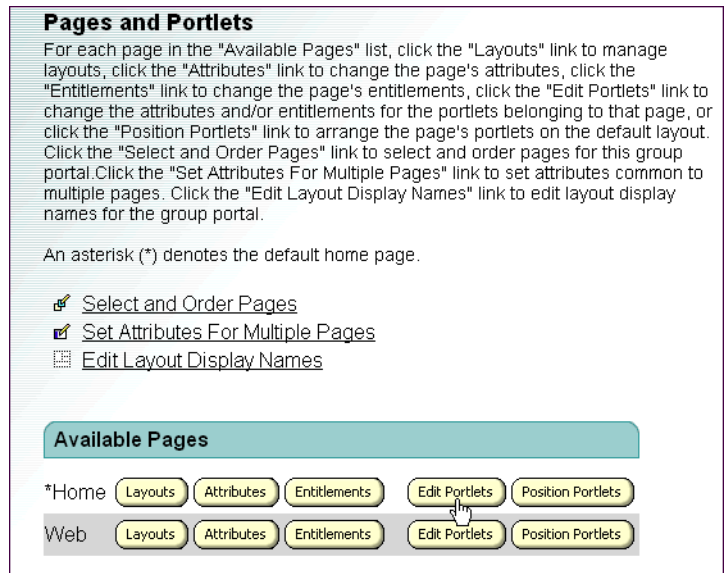 Pages and Portlets
For each page in the "Available Pages" list, click the "Layouts" link to manage
layouts, click the "Attributes" link to change the page's attributes, click the
"Entitlements" link to change the page's entitlements, click the "Edit Portlets" link to
change the attributes and/or entitlements for the portlets belonging to that page, or
click the "Position Portlets" link to arrange the page's portlets on the default layout.
Click the "Select and Order Pages" link to select and order pages for this group
portal.Click the "Set Attributes For Multiple Pages" link to set attributes common to
multiple pages. Click the "Edit Layout Display Names" link to edit layout display
names for the group portal.
An asterisk (*) denotes the default home page.
Select and Order Pages
Set Attributes For Multiple Pages
Edit Layout Display Names
Available Pages
*Home Layouts Attributes Entitlements Edit Portlets Position Portlets
Web Layouts Attributes Entitlements Edit Portlets Position Portlets